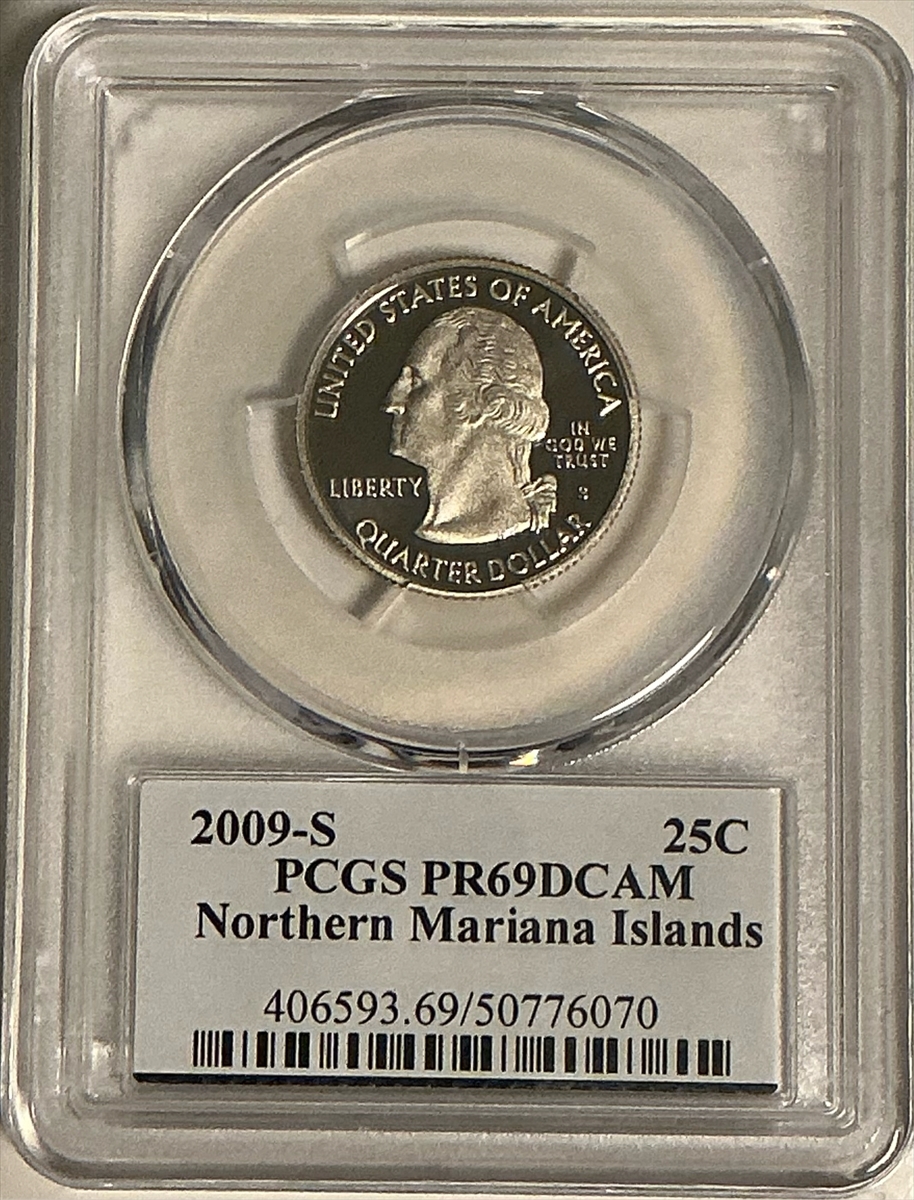 UNITED STATES OF AMERICA
IN
GOD WE
TRUST
LIBERTY
S
QUARTER DOLLAR
2009-S 25C
PCGS PR69DCAM
Northern Mariana Islands
406593.69/50776070